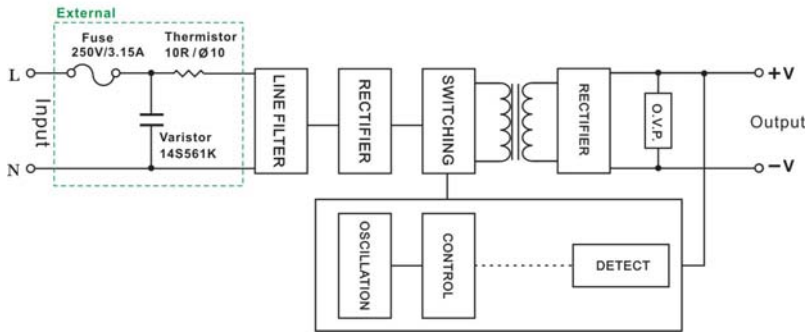 External
Fuse
250V/3.15A
Thermistor
10R/Ø10
L
Input
N
Varistor
14S561K
LINE FILTER
RECTIFIER
SWITCHING
RECTIFIER
O.V.P.
+V
Output
−V
OSCILLATION
CONTROL
DETECT